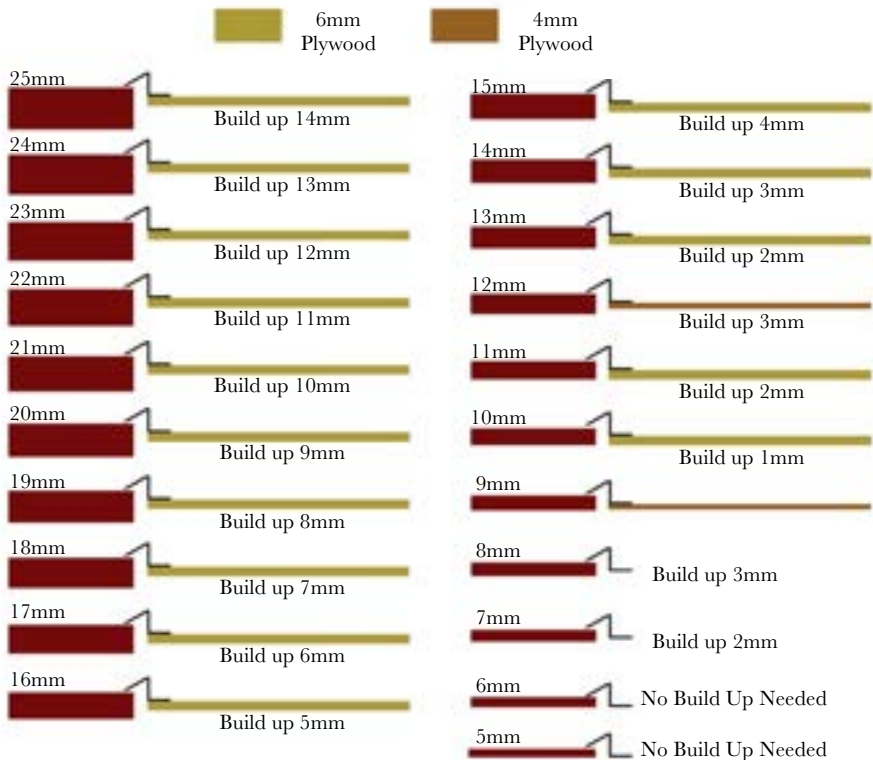 6mm
Plywood
4mm
Plywood
25mm
Build up 14mm
24mm
Build up 13mm
23mm
Build up 12mm
22mm
Build up 11mm
21mm
Build up 10mm
20mm
Build up 9mm
19mm
Build up 8mm
18mm
Build up 7mm
17mm
Build up 6mm
16mm
Build up 5mm
15mm
Build up 4mm
14mm
Build up 3mm
13mm
Build up 2mm
12mm
Build up 3mm
11mm
Build up 2mm
10mm
Build up 1mm
9mm
8mm
Build up 3mm
7mm
Build up 2mm
6mm
No Build Up Needed
5mm
No Build Up Needed